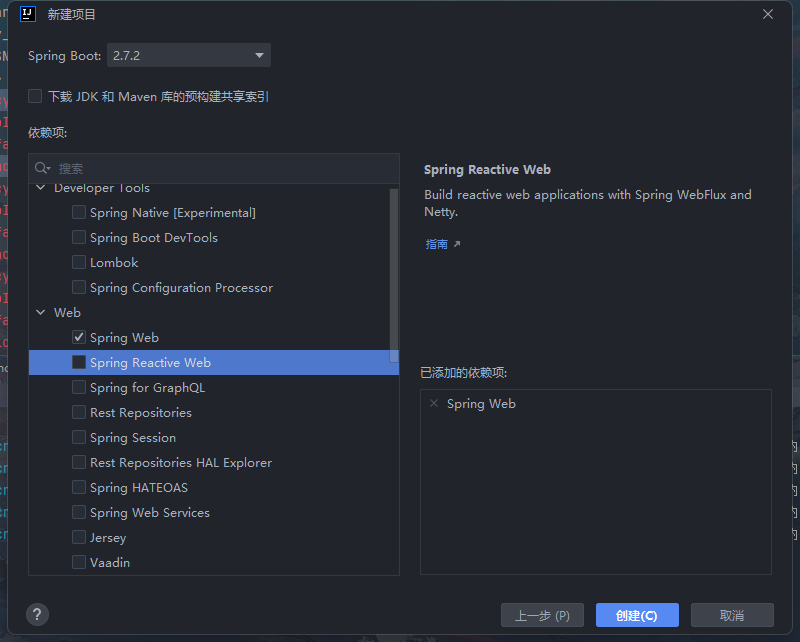 新建项目
Spring Boot: 2.7.2
下载 JDK 和 Maven 库的预构建共享索引
依赖项:
搜索
Developer Tools
Spring Native [Experimental]
Spring Boot DevTools
Lombok
Spring Configuration Processor
Web
Spring Web
Spring Reactive Web
Spring for GraphQL
Rest Repositories
Spring Session
Rest Repositories HAL Explorer
Spring HATEOAS
Spring Web Services
Jersey
Vaadin
Spring Reactive Web
Build reactive web applications with Spring WebFlux and
Netty.
指南
已添加的依赖项:
Spring Web
?
上一步 (P)
创建(C)
取消